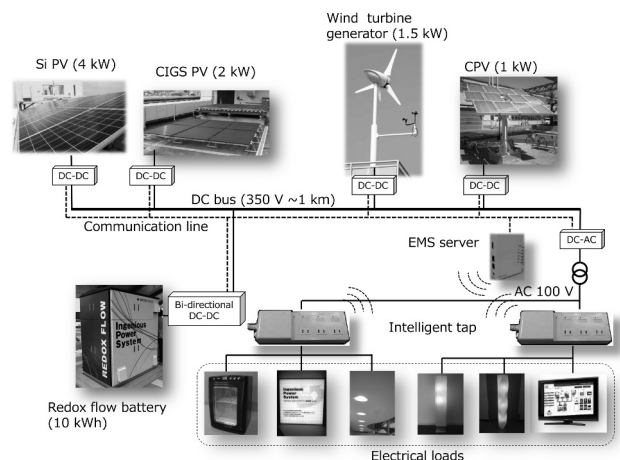 Wind turbine
generator (1.5 kW)
Si PV (4 kW)
CIGS PV (2 kW)
CPV (1 kW)
DC-DC
DC-DC
DC-DC
DC-DC
DC bus (350 V ~1 km)
Communication line
EMS server
DC-AC
AC 100 V
Bi-directional
DC-DC
REDOX FLOW
Ingenious
Power
System
Intelligent tap
Ingenious
Power
System
Redox flow battery
(10 kWh)
Electrical loads